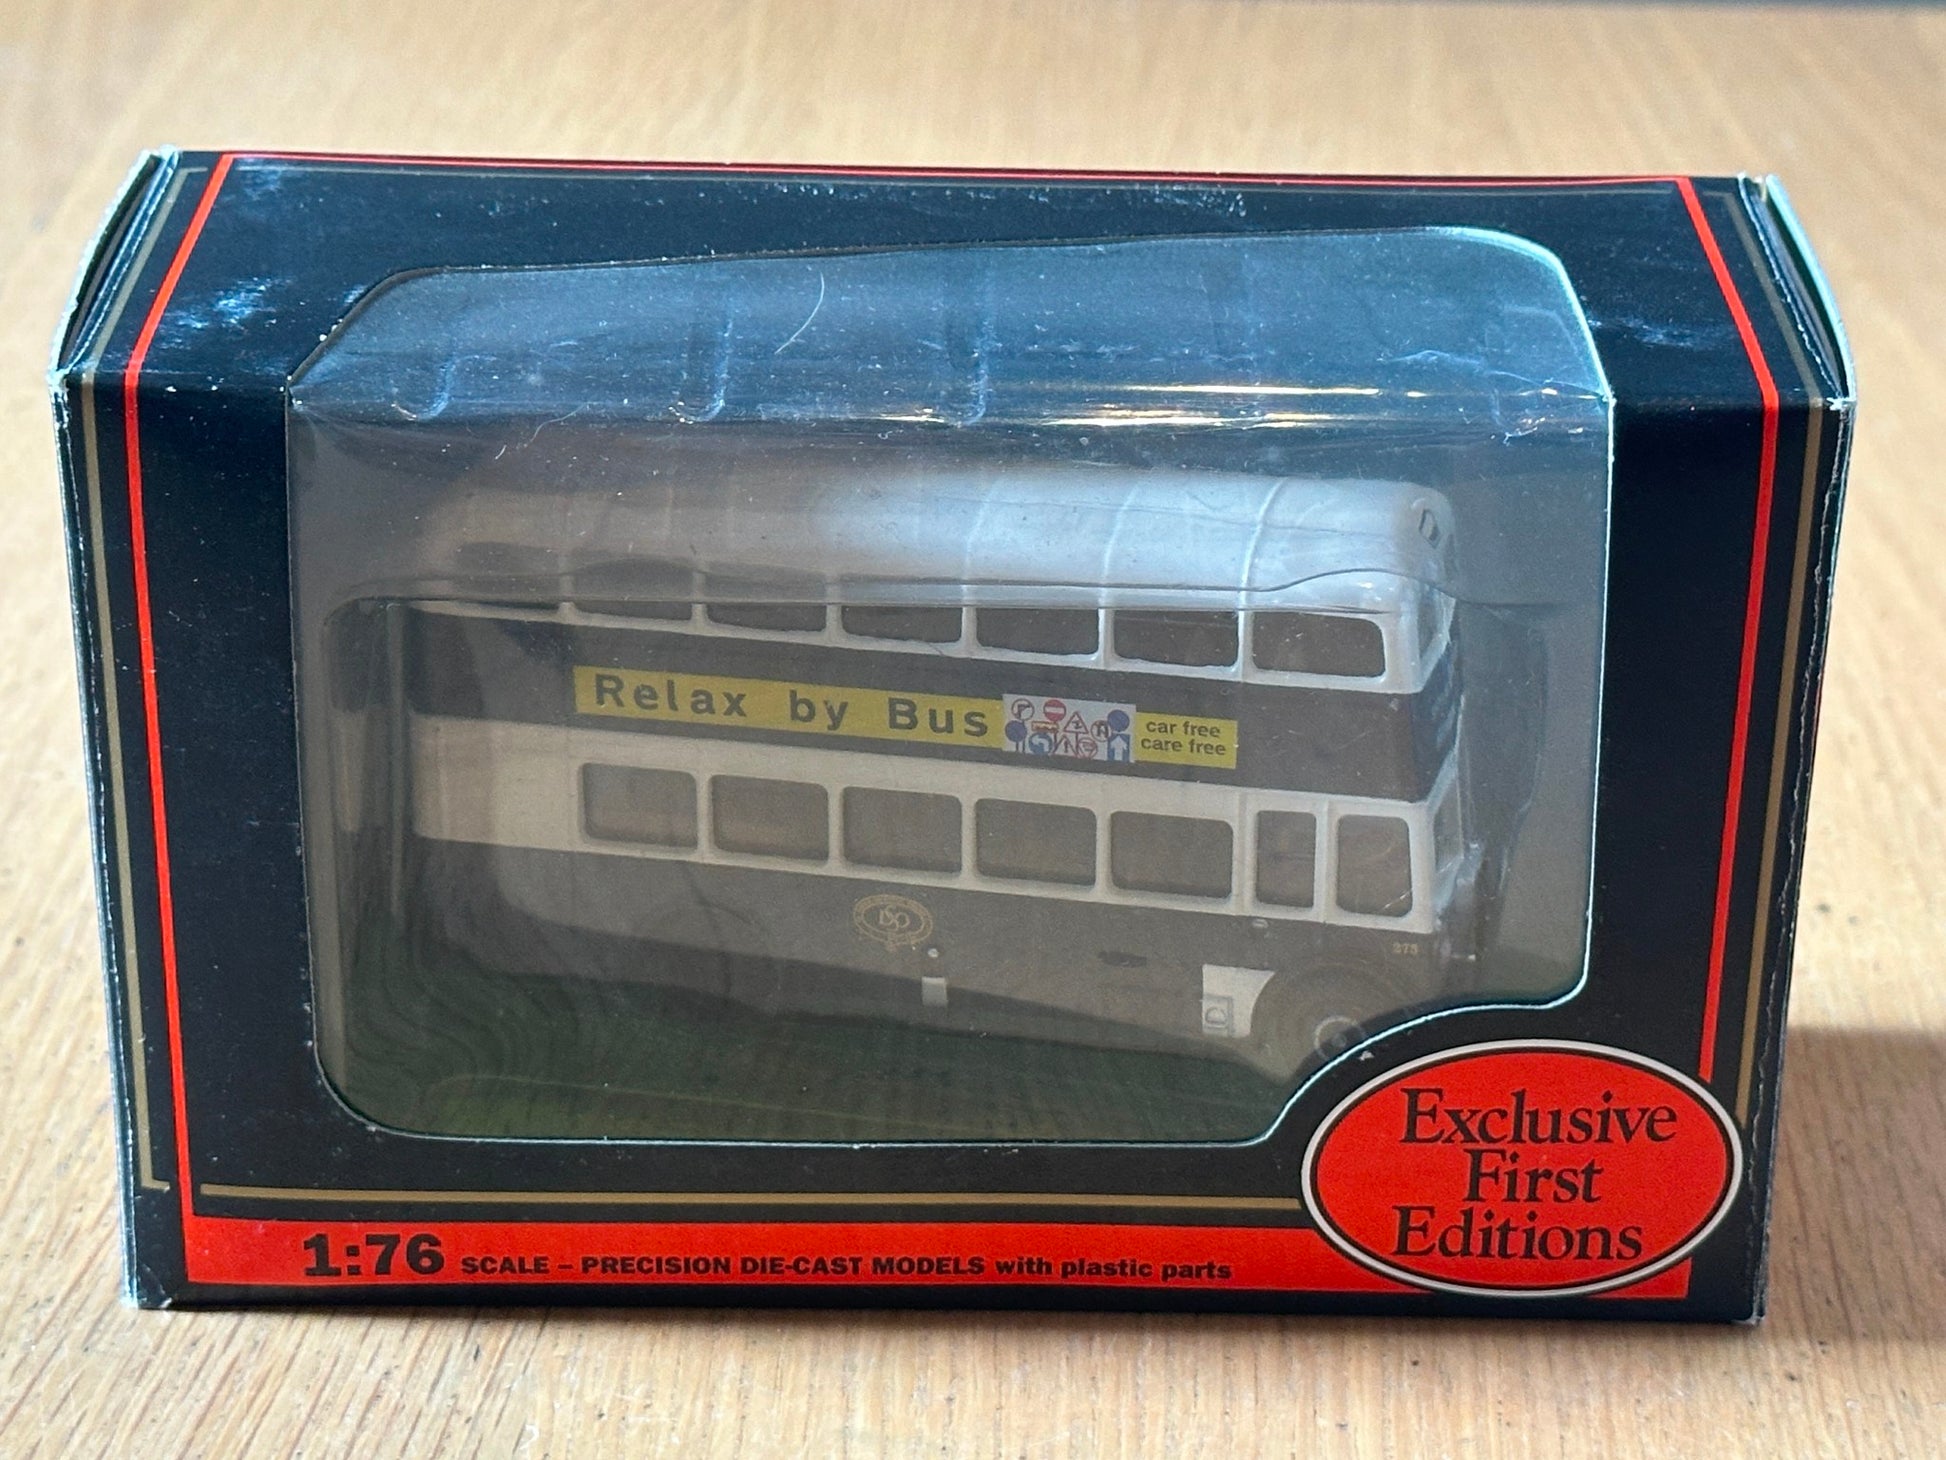 Relax by Bus
car free
care free
275
Exclusive
First
Editions
1:76 SCALE – PRECISION DIE-CAST MODELS with plastic parts